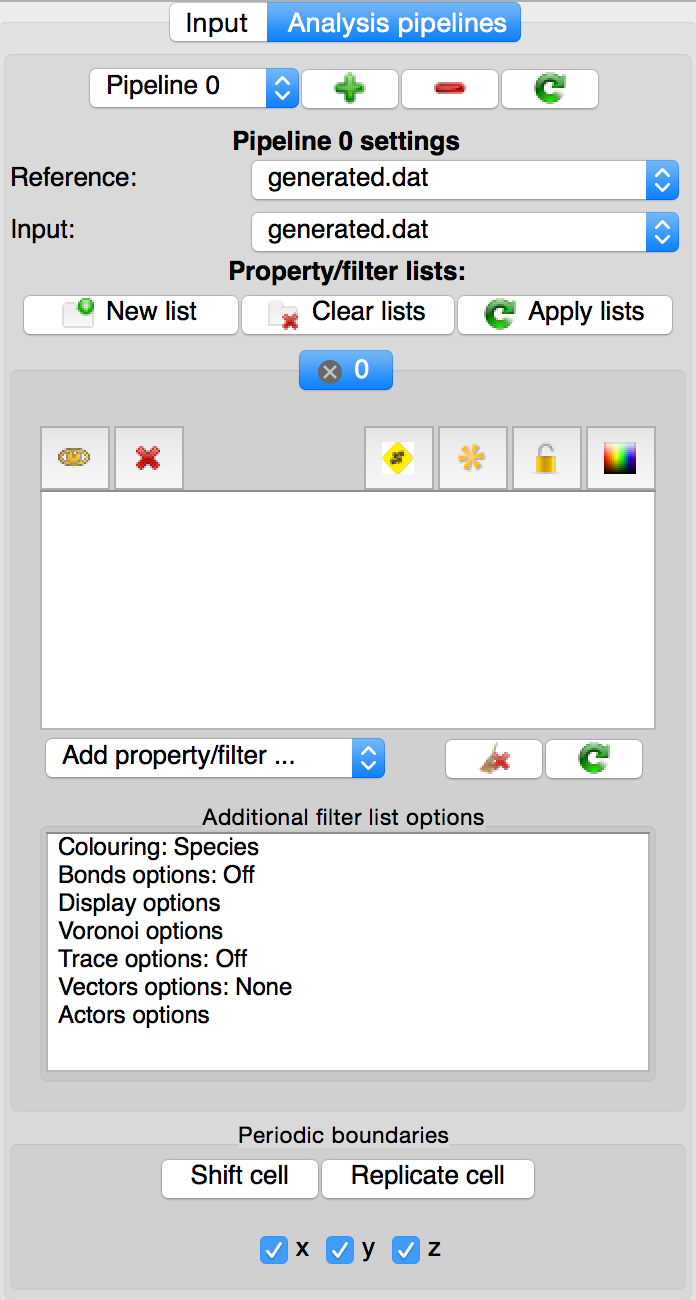 Input Analysis pipelines
Pipeline 0
Pipeline 0 settings
Reference: generated.dat
Input: generated.dat
Property/filter lists:
New list Clear lists Apply lists
0
Add property/filter ...
Additional filter list options
Colouring: Species
Bonds options: Off
Display options
Voronoi options
Trace options: Off
Vectors options: None
Actors options
Periodic boundaries
Shift cell Replicate cell
x y z